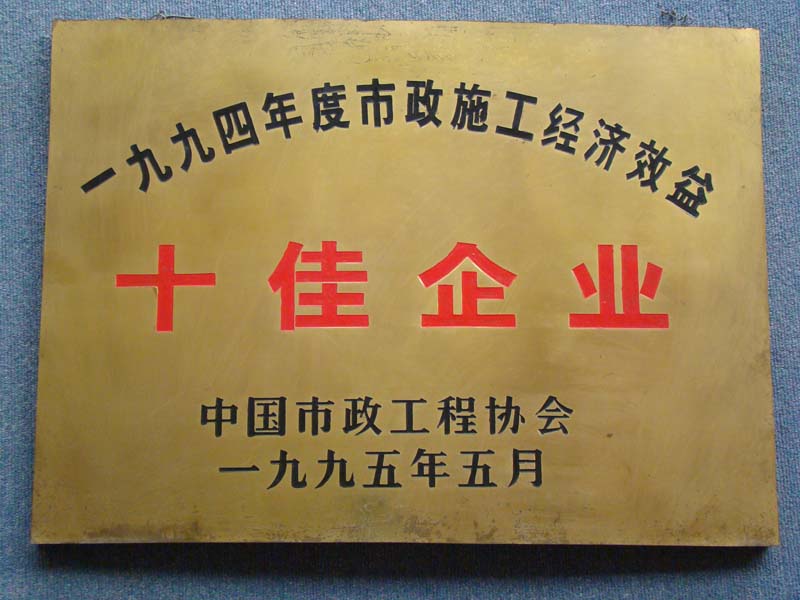 一九九四年度市政施工经济效益
十佳企业
中国市政工程协会
一九九五年五月